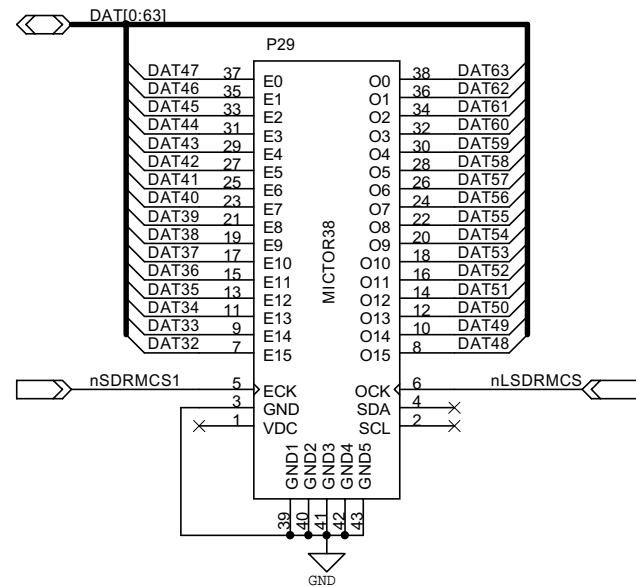 DAT[0:63]
P29
DAT47 37 E0 O0 38 DAT63
DAT46 35 E1 O1 36 DAT62
DAT45 33 E2 O2 34 DAT61
DAT44 31 E3 O3 32 DAT60
DAT43 29 E4 O4 30 DAT59
DAT42 27 E5 O5 28 DAT58
DAT41 25 E6 O6 26 DAT57
DAT40 23 E7 O7 24 DAT56
DAT39 21 E8 O8 22 DAT55
DAT38 19 E9 O9 20 DAT54
DAT37 17 E10 O10 18 DAT53
DAT36 15 E11 O11 16 DAT52
DAT35 13 E12 O12 14 DAT51
DAT34 11 E13 O13 12 DAT50
DAT33 9 E14 O14 10 DAT49
DAT32 7 E15 O15 8 DAT48
MICTOR38
nSDRMCS1 5 ECK OCK 6 nLSDRMCS
3 GND SDA 4
1 VDC SCL 2
GND1 GND2 GND3 GND4 GND5
39 40 41 42 43
GND